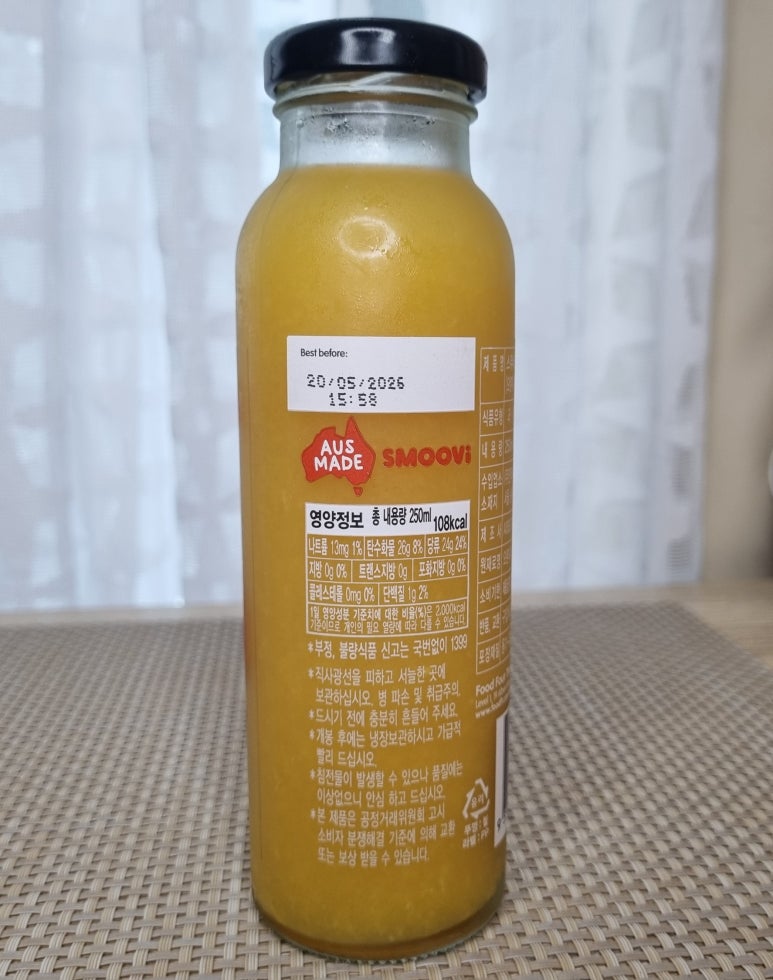 Best before:
20/05/2026
15:58
AUS
MADE
SMOOVi
영양정보 총 내용량 250ml 108kcal
나트륨 13mg 1% 탄수화물 26g 8% 당류 24g 24%
지방 0g 0% 트랜스지방 0g 포화지방 0g 0%
콜레스테롤 0mg 0% 단백질 1g 2%
1일 영양성분 기준치에 대한 비율(%)은 2,000kcal
기준이므로 개인의 필요 열량에 따라 다를 수 있습니다.
*부정, 불량식품 신고는 국번없이 1399
*직사광선을 피하고 서늘한 곳에
보관하십시오. 병 파손 및 취급주의.
*드시기 전에 충분히 흔들어 주세요.
*개봉 후에는 냉장보관하시고 가급적
빨리 드십시오.
*침전물이 발생할 수 있으나 품질에는
이상없으니 안심 하고 드십시오.
*본 제품은 공정거래위원회 고시
소비자 분쟁해결 기준에 의해 교환
또는 보상 받을 수 있습니다.
제품명
식품유형
내용량
수입업소
소재지
제조사
원재료명
소비기한
반품, 교환
포장재질
Food
Level
www.
유리
라벨 : PP